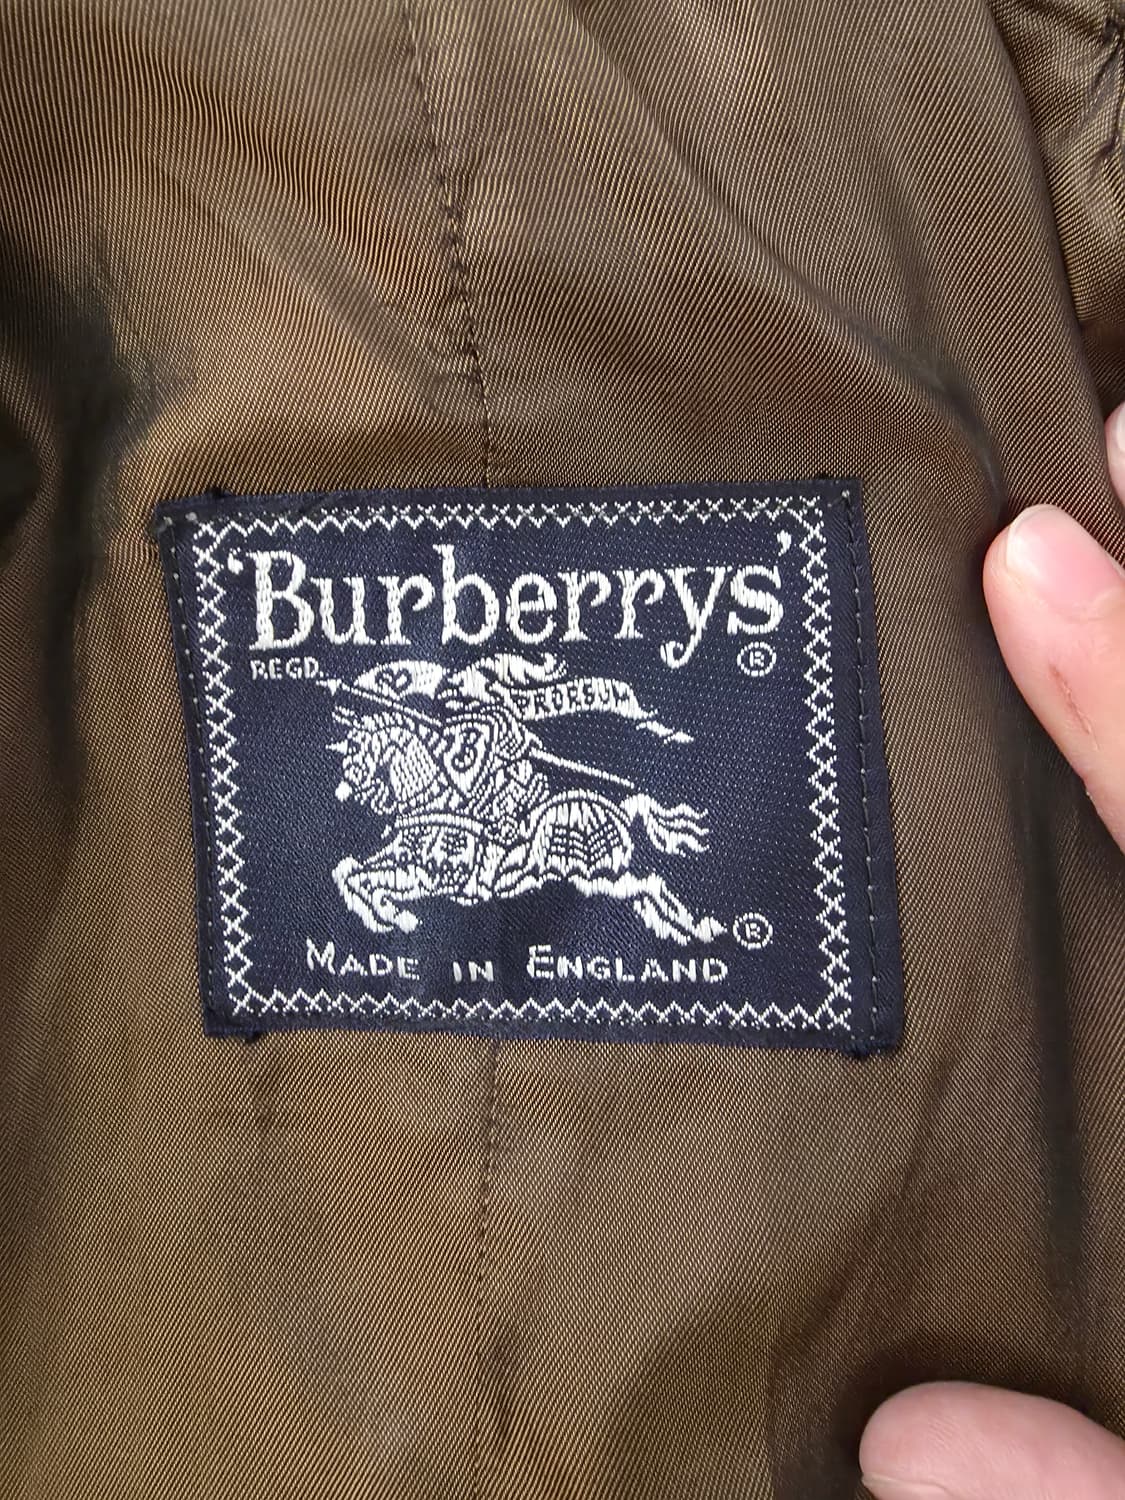 'Burberrys'
REGD. ®
PRORSUM
B
®
MADE IN ENGLAND